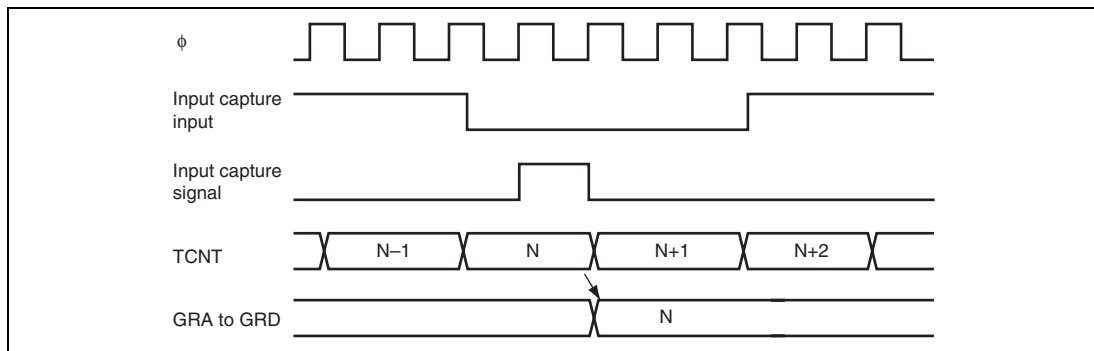 ϕ
Input capture
input
Input capture
signal
TCNT
N–1
N
N+1
N+2
GRA to GRD
N